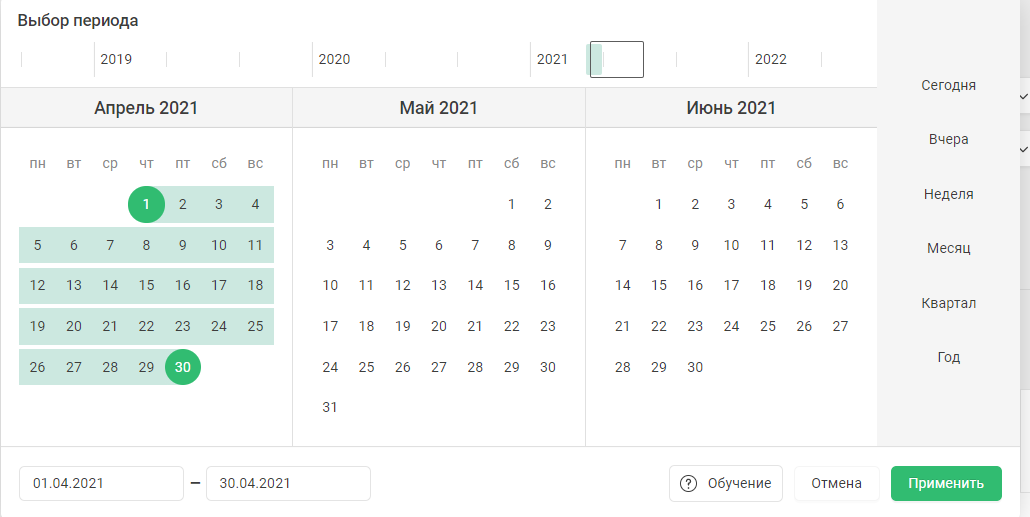 Выбор периода
2019 2020 2021 2022
Апрель 2021 Май 2021 Июнь 2021
пн вт ср чт пт сб вс пн вт ср чт пт сб вс пн вт ср чт пт сб вс
1 2 3 4 1 2 1 2 3 4 5 6
5 6 7 8 9 10 11 3 4 5 6 7 8 9 7 8 9 10 11 12 13
12 13 14 15 16 17 18 10 11 12 13 14 15 16 14 15 16 17 18 19 20
19 20 21 22 23 24 25 17 18 19 20 21 22 23 21 22 23 24 25 26 27
26 27 28 29 30 24 25 26 27 28 29 30 28 29 30
31
Сегодня
Вчера
Неделя
Месяц
Квартал
Год
01.04.2021 – 30.04.2021
Обучение Отмена Применить